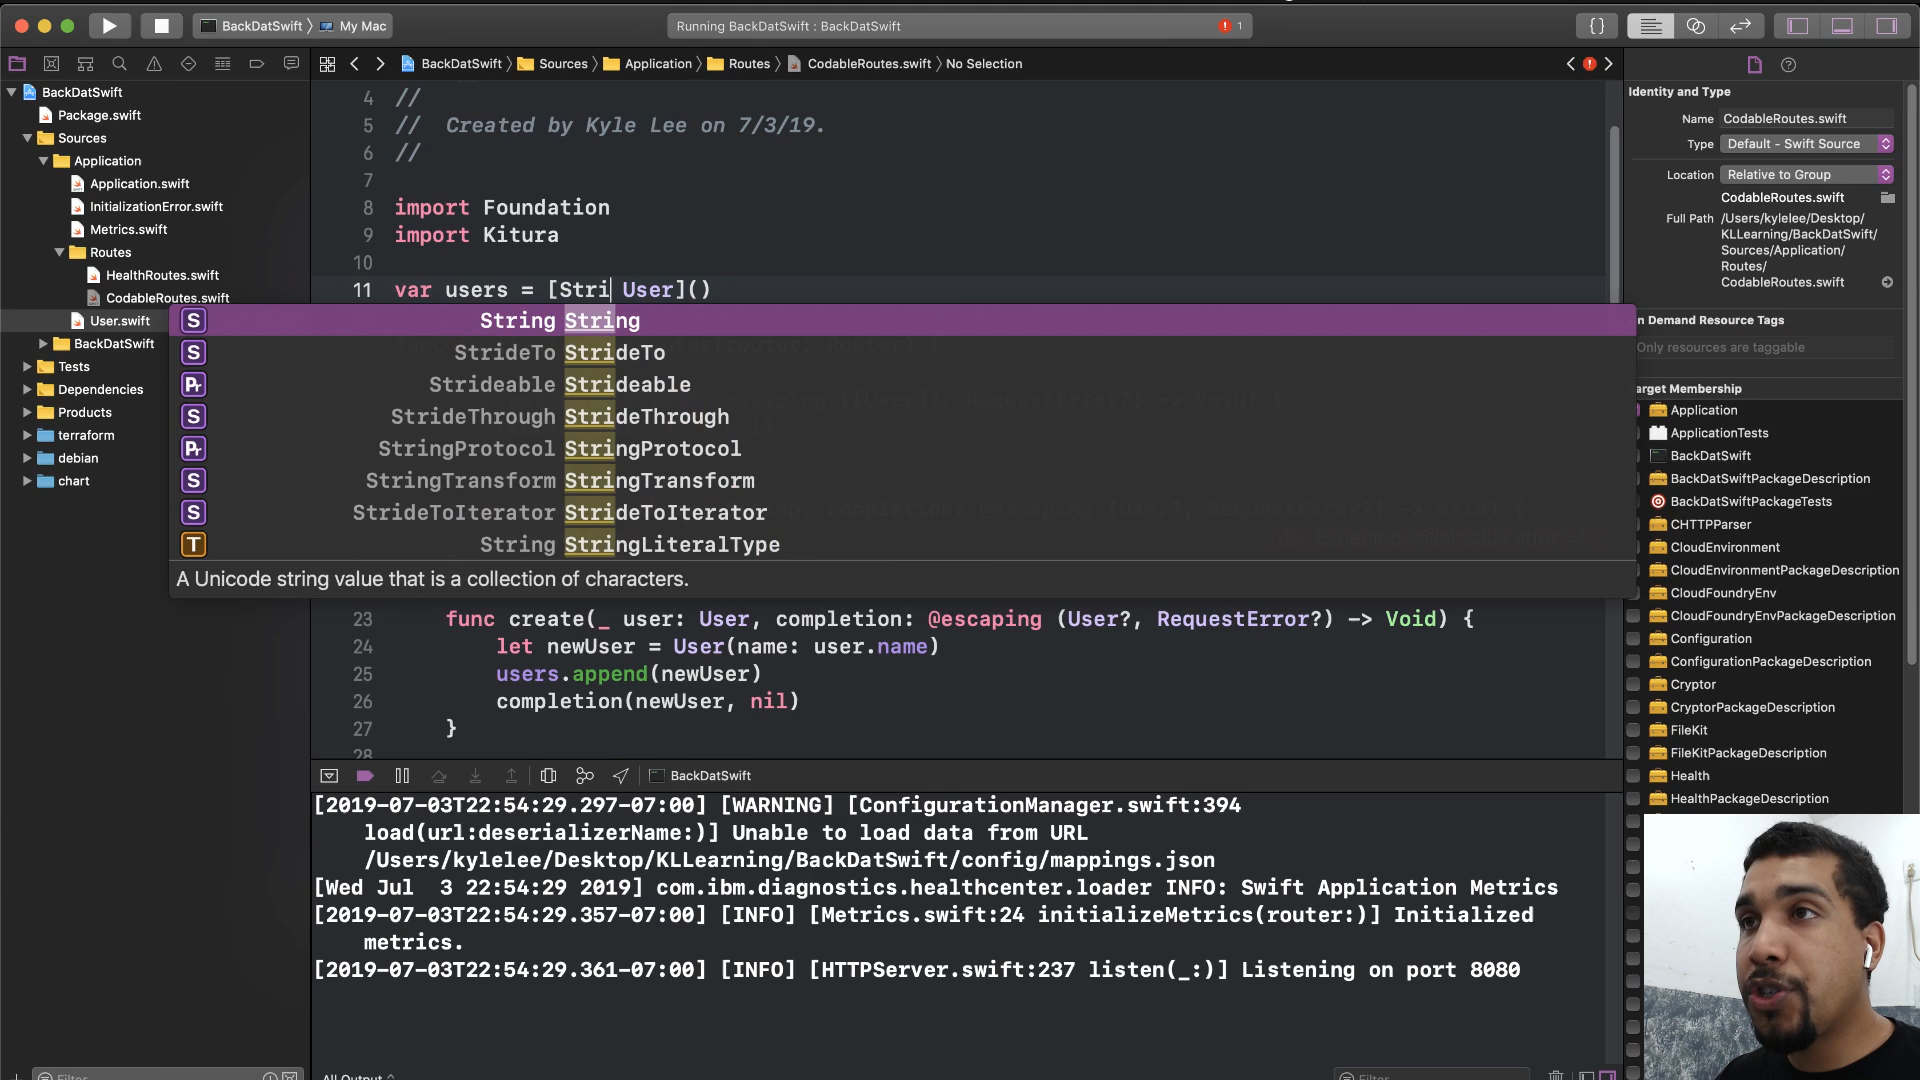 BackDatSwift
My Mac
Running BackDatSwift : BackDatSwift
1
{}
BackDatSwift
Sources
Application
Routes
CodableRoutes.swift
No Selection
BackDatSwift
Package.swift
Sources
Application
Application.swift
InitializationError.swift
Metrics.swift
Routes
HealthRoutes.swift
CodableRoutes.swift
User.swift
BackDatSwift
Tests
Dependencies
Products
terraform
debian
chart
4 //
5 //  Created by Kyle Lee on 7/3/19.
6 //
7
8 import Foundation
9 import Kitura
10
11 var users = [Stri User]()
S String String
S StrideTo StrideTo
Pr Strideable Strideable
S StrideThrough StrideThrough
Pr StringProtocol StringProtocol
S StringTransform StringTransform
S StrideToIterator StrideToIterator
T String StringLiteralType
A Unicode string value that is a collection of characters.
23 func create(_ user: User, completion: @escaping (User?, RequestError?) -> Void) {
24 let newUser = User(name: user.name)
25 users.append(newUser)
26 completion(newUser, nil)
27 }
28
BackDatSwift
[2019-07-03T22:54:29.297-07:00] [WARNING] [ConfigurationManager.swift:394
load(url:deserializerName:)] Unable to load data from URL
/Users/kylelee/Desktop/KLLearning/BackDatSwift/config/mappings.json
[Wed Jul  3 22:54:29 2019] com.ibm.diagnostics.healthcenter.loader INFO: Swift Application Metrics
[2019-07-03T22:54:29.357-07:00] [INFO] [Metrics.swift:24 initializeMetrics(router:)] Initialized
metrics.
[2019-07-03T22:54:29.361-07:00] [INFO] [HTTPServer.swift:237 listen(_:)] Listening on port 8080
Filter
All Output
Filter
Identity and Type
Name CodableRoutes.swift
Type Default - Swift Source
Location Relative to Group
CodableRoutes.swift
Full Path /Users/kylelee/Desktop/
KLLearning/BackDatSwift/
Sources/Application/
Routes/
CodableRoutes.swift
n Demand Resource Tags
Only resources are taggable
arget Membership
Application
ApplicationTests
BackDatSwift
BackDatSwiftPackageDescription
BackDatSwiftPackageTests
CHTTPParser
CloudEnvironment
CloudEnvironmentPackageDescription
CloudFoundryEnv
CloudFoundryEnvPackageDescription
Configuration
ConfigurationPackageDescription
Cryptor
CryptorPackageDescription
FileKit
FileKitPackageDescription
Health
HealthPackageDescription